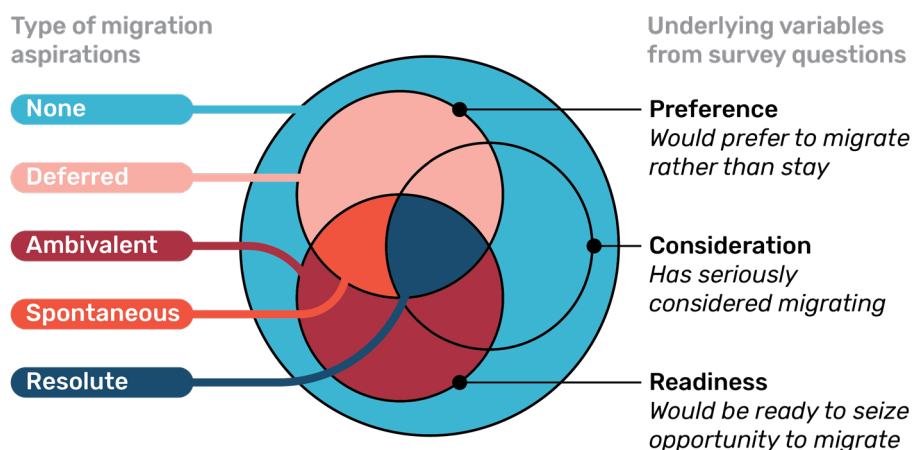 Type of migration
aspirations
None
Deferred
Ambivalent
Spontaneous
Resolute
Underlying variables
from survey questions
Preference
Would prefer to migrate
rather than stay
Consideration
Has seriously
considered migrating
Readiness
Would be ready to seize
opportunity to migrate